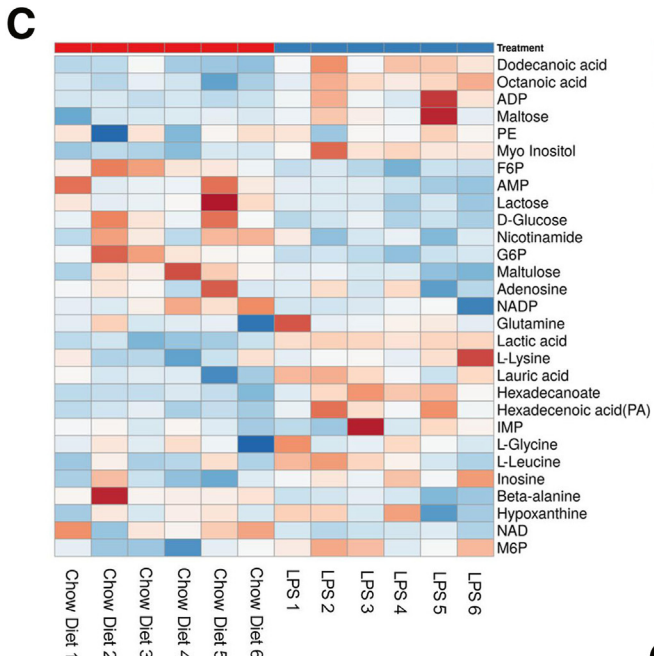 C
Treatment
Dodecanoic acid
Octanoic acid
ADP
Maltose
PE
Myo Inositol
F6P
AMP
Lactose
D-Glucose
Nicotinamide
G6P
Maltulose
Adenosine
NADP
Glutamine
Lactic acid
L-Lysine
Lauric acid
Hexadecanoate
Hexadecenoic acid(PA)
IMP
L-Glycine
L-Leucine
Inosine
Beta-alanine
Hypoxanthine
NAD
M6P
Chow Diet 1
Chow Diet 2
Chow Diet 3
Chow Diet 4
Chow Diet 5
Chow Diet 6
LPS 1
LPS 2
LPS 3
LPS 4
LPS 5
LPS 6